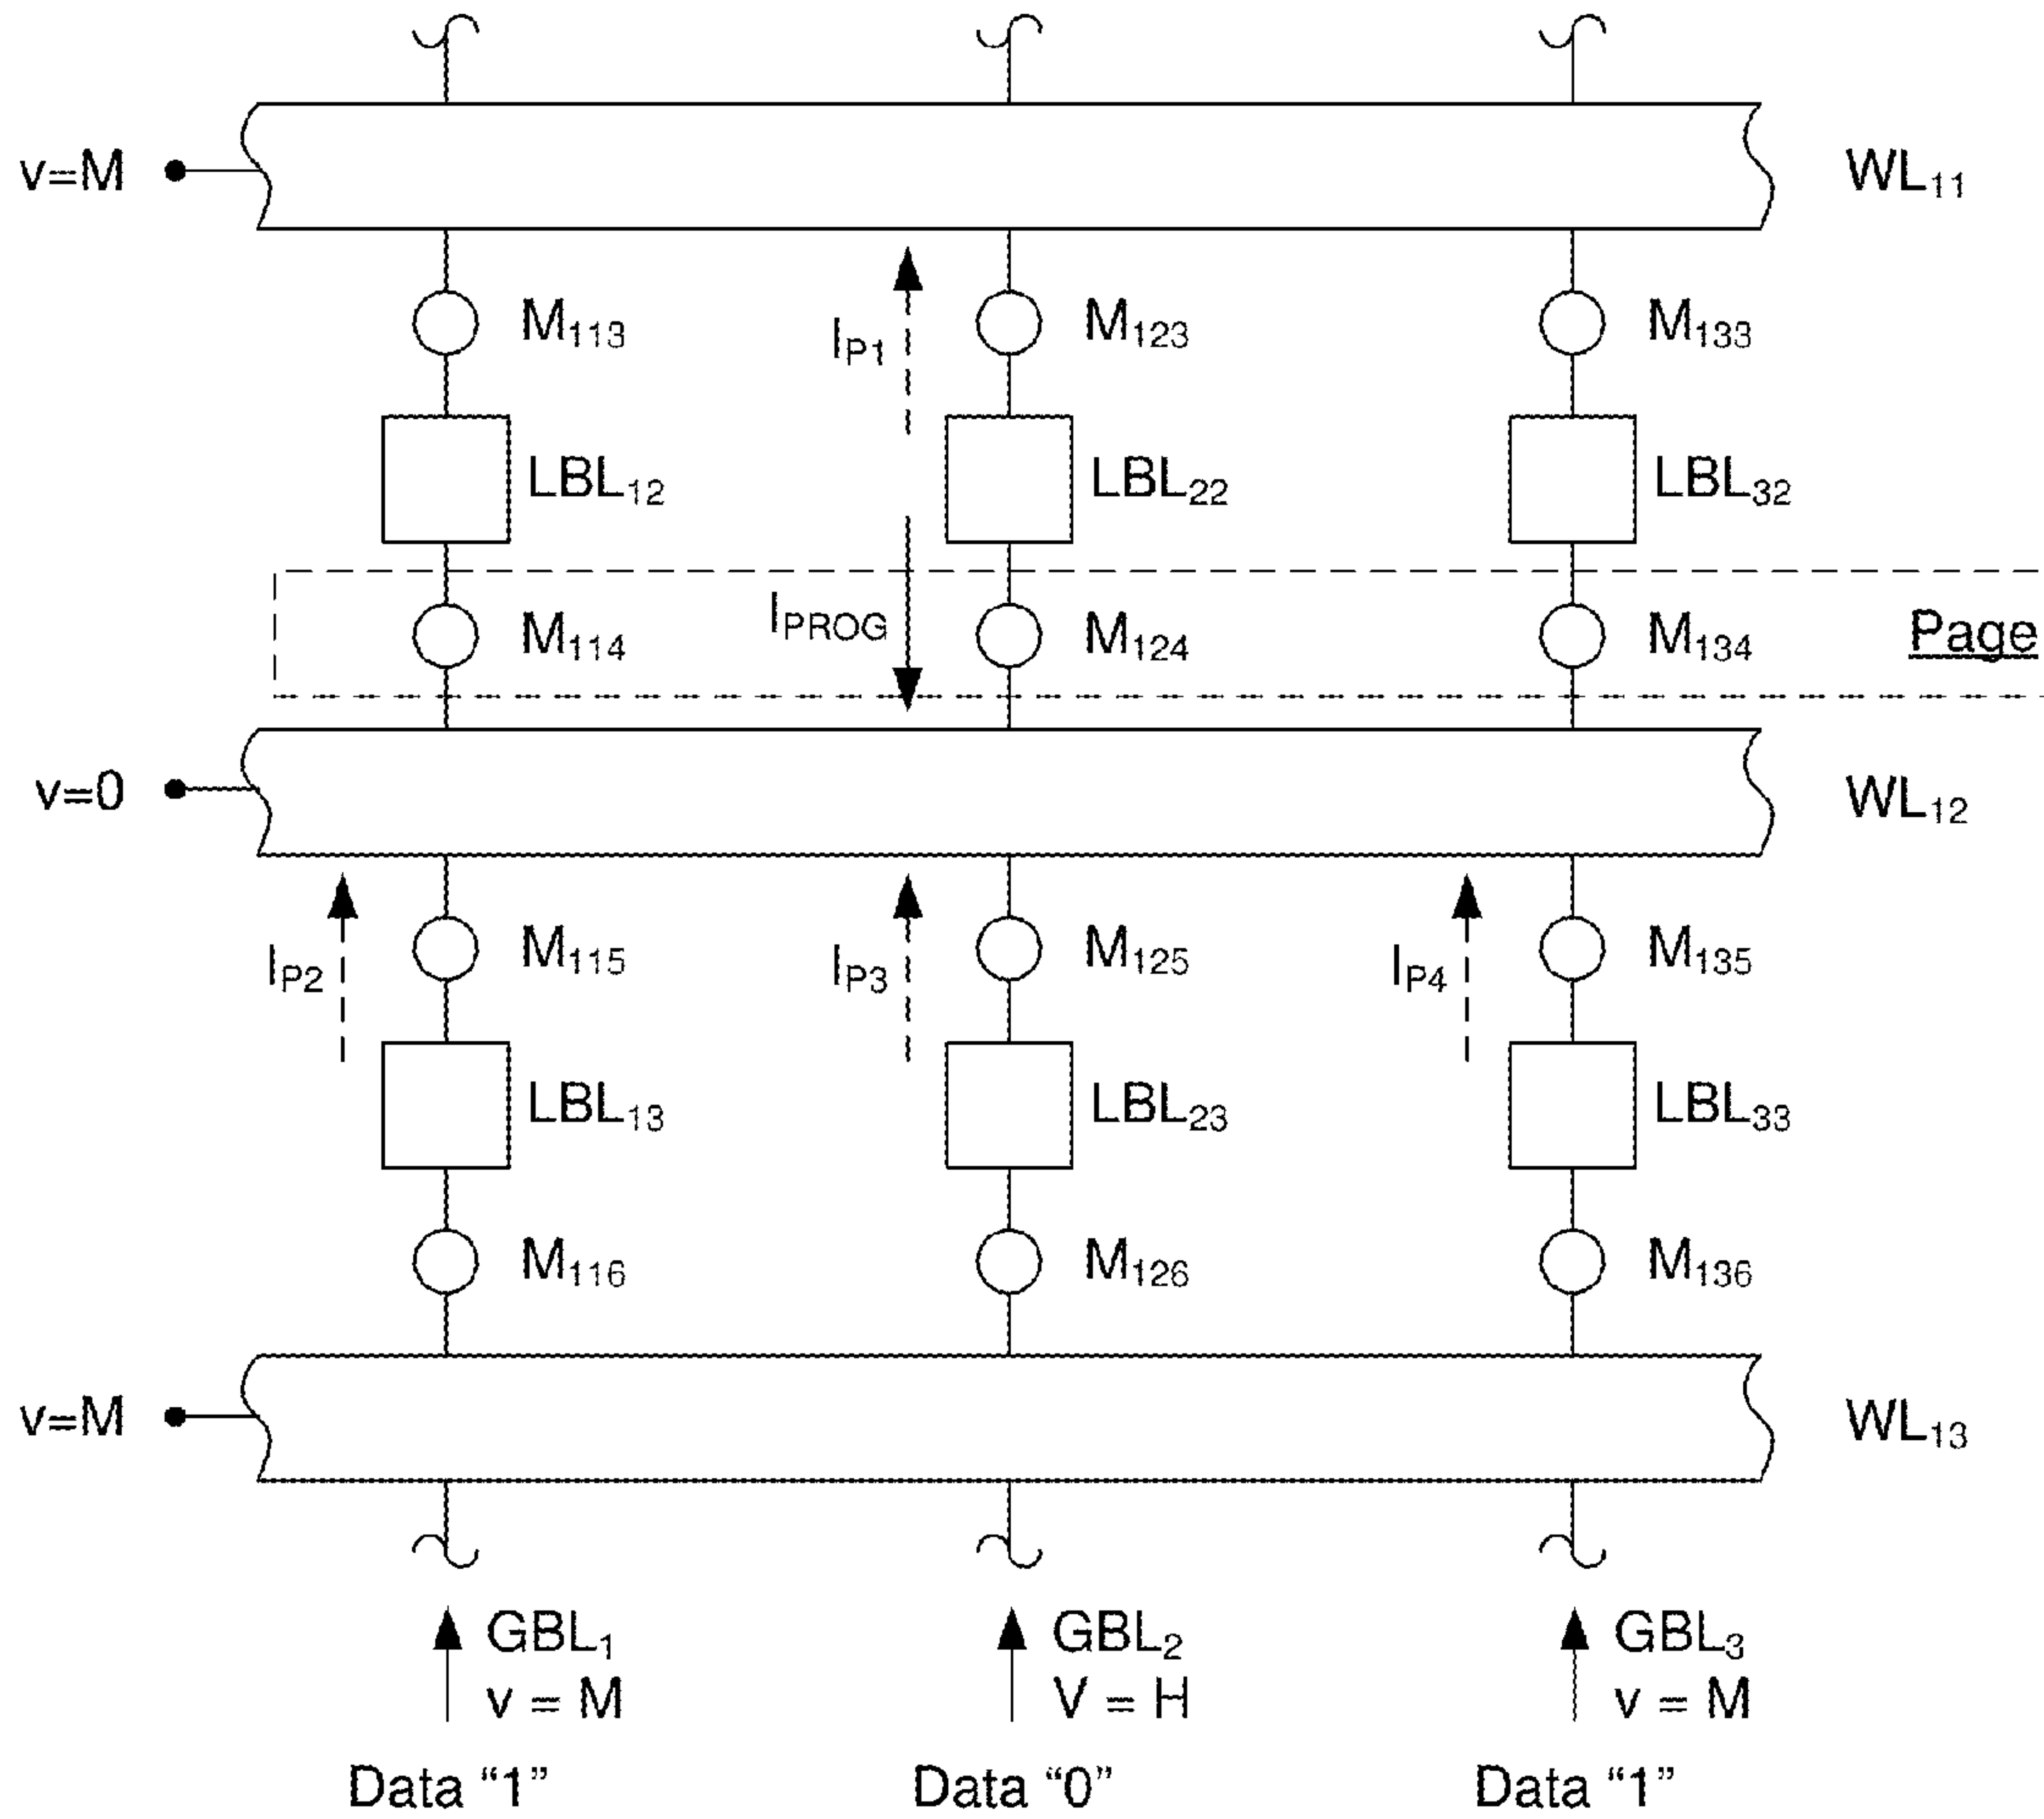 v=M WL11
M113 IP1 M123 M133
LBL12 LBL22 LBL32
M114 IPROG M124 M134 Page
v=0 WL12
IP2 M115 IP3 M125 IP4 M135
LBL13 LBL23 LBL33
M116 M126 M136
v=M WL13
GBL1 GBL2 GBL3
v = M V = H v = M
Data “1” Data “0” Data “1”